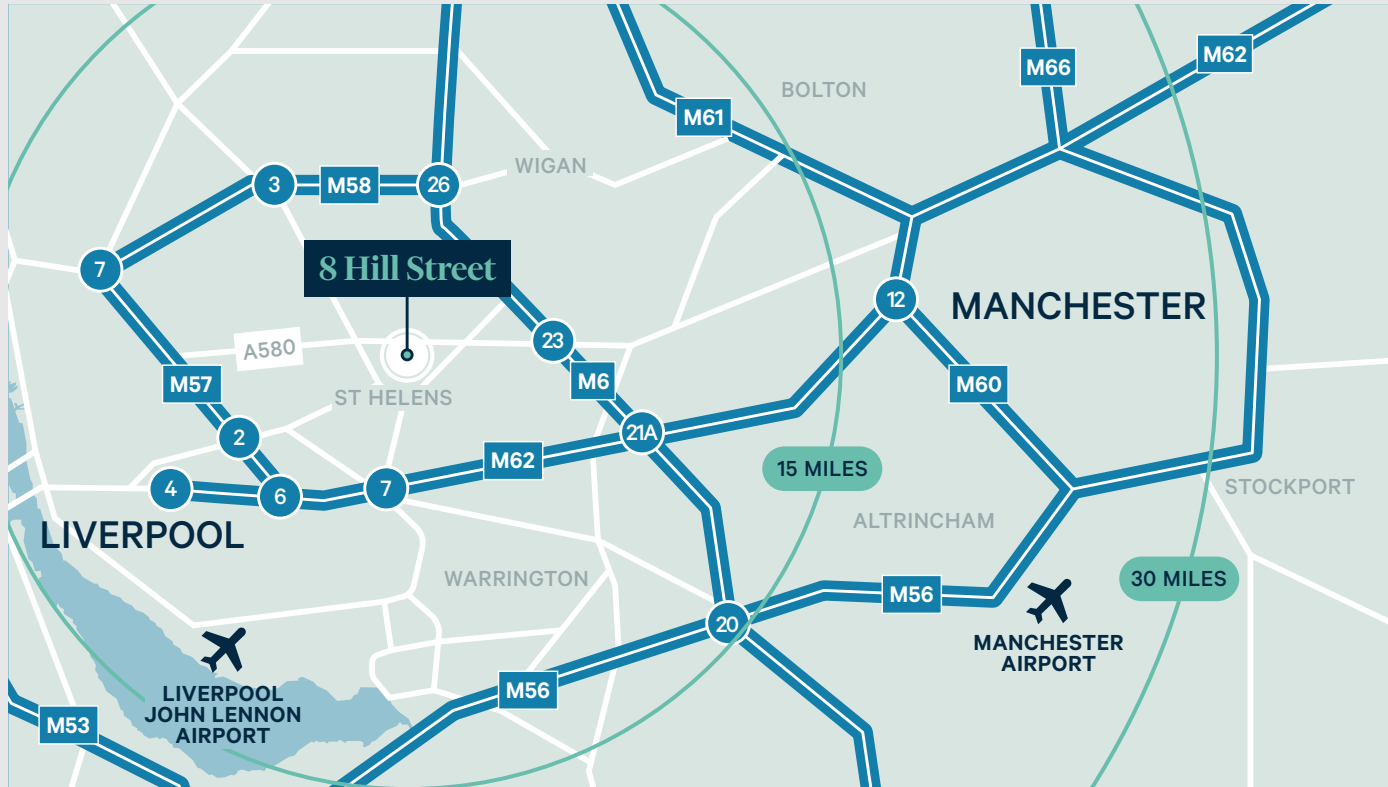 M66
M62
BOLTON
M61
WIGAN
3
M58
26
8 Hill Street
7
12
MANCHESTER
A580
23
M57
M6
M60
ST HELENS
2
21A
M62
15 MILES
4
6
7
STOCKPORT
LIVERPOOL
ALTRINCHAM
WARRINGTON
30 MILES
M56
20
MANCHESTER
AIRPORT
M56
LIVERPOOL
JOHN LENNON
AIRPORT
M53